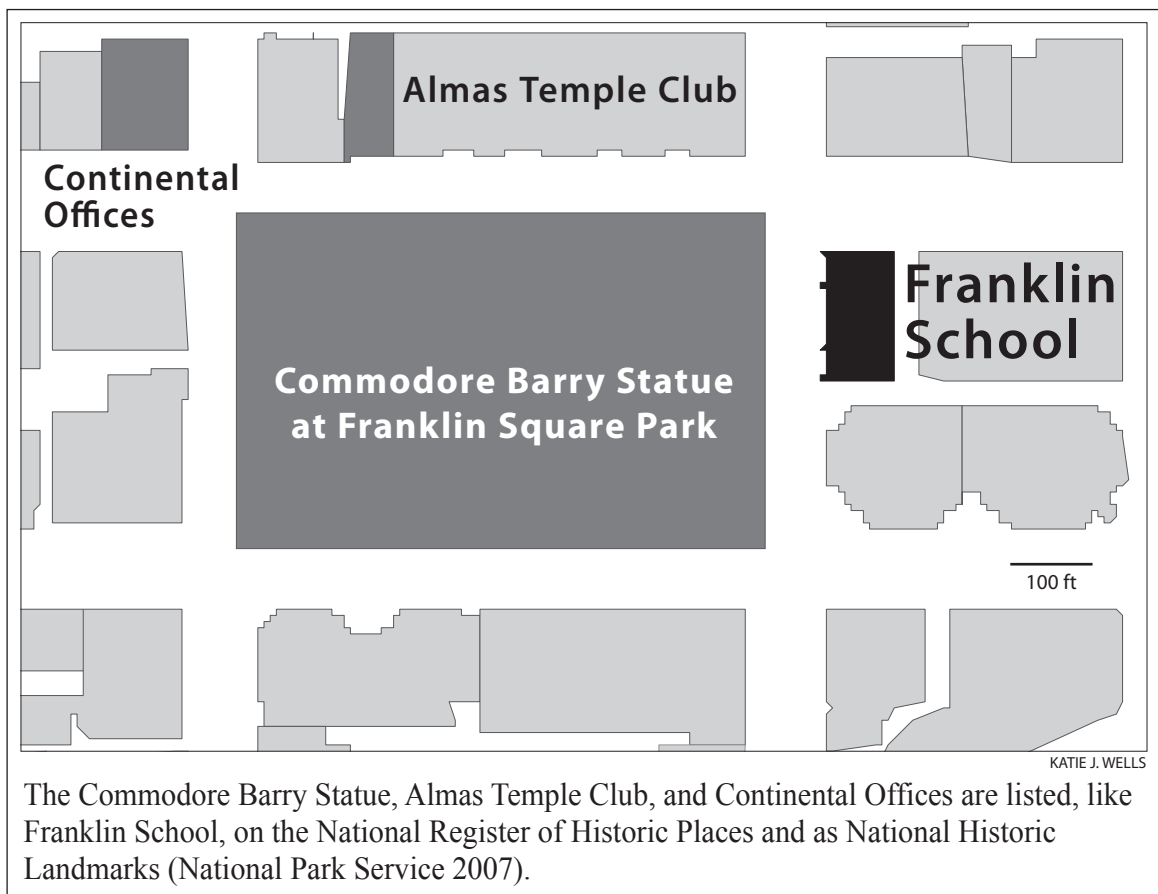 Almas Temple Club
Continental
Offices
Franklin
School
Commodore Barry Statue
at Franklin Square Park
100 ft
KATIE J. WELLS
The Commodore Barry Statue, Almas Temple Club, and Continental Offices are listed, like
Franklin School, on the National Register of Historic Places and as National Historic
Landmarks (National Park Service 2007).